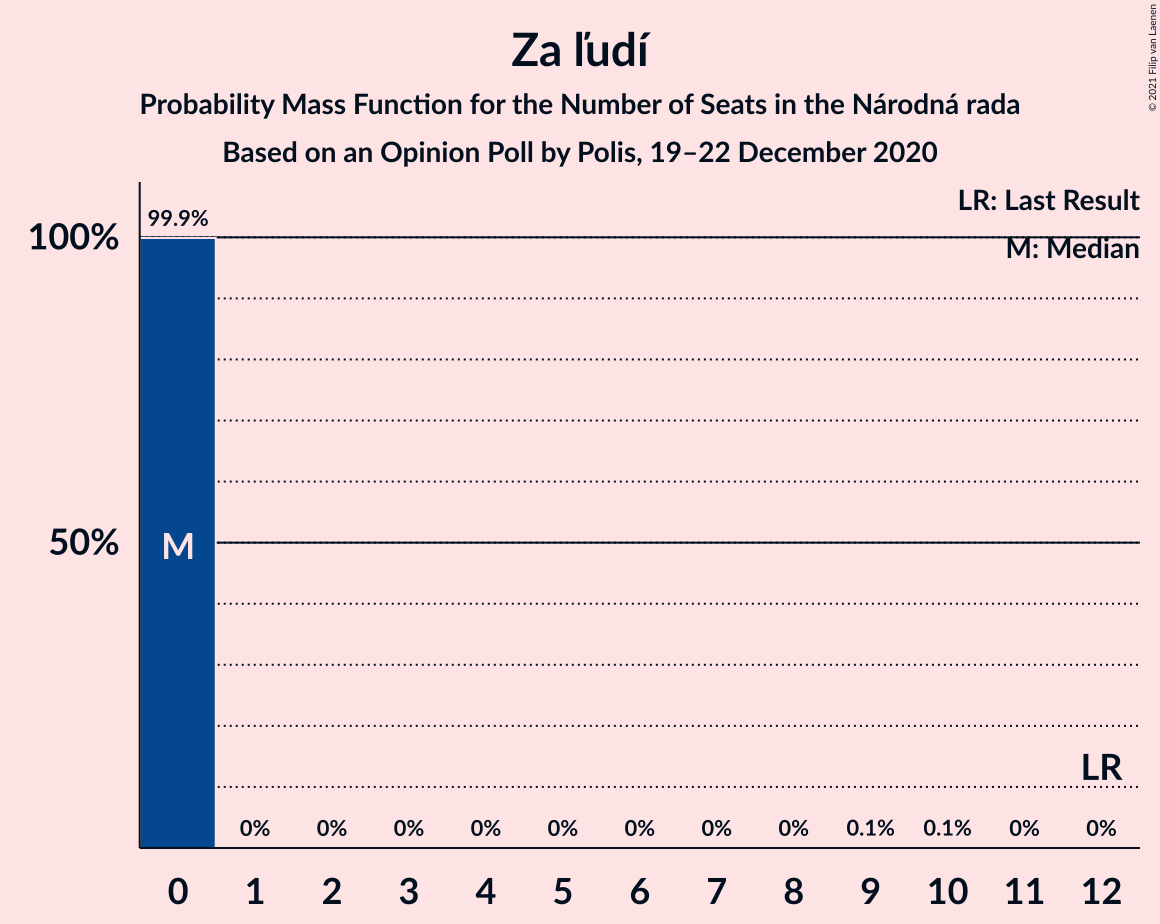 Za ľudí
Probability Mass Function for the Number of Seats in the Národná rada
Based on an Opinion Poll by Polis, 19–22 December 2020
© 2021 Filip van Laenen
LR: Last Result
M: Median
99.9%
100%
50%
M
LR
0% 0% 0% 0% 0% 0% 0% 0% 0.1% 0.1% 0% 0%
0 1 2 3 4 5 6 7 8 9 10 11 12